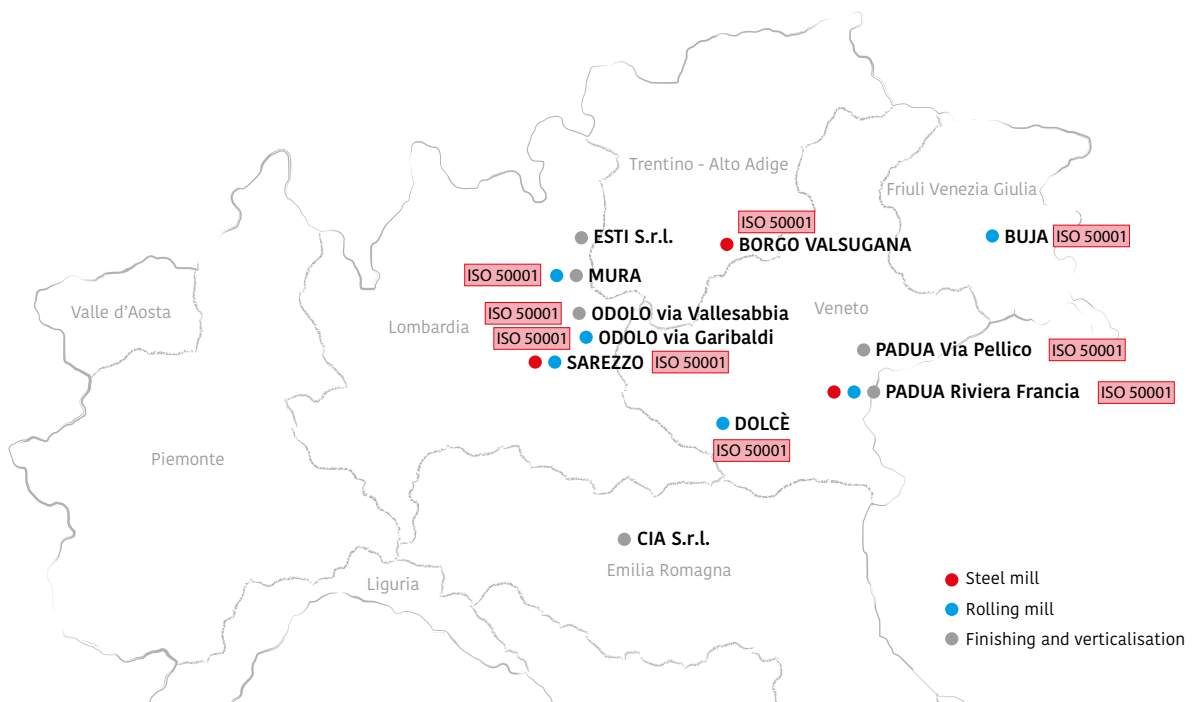 Trentino - Alto Adige
Friuli Venezia Giulia
ISO 50001
ESTI S.r.l.
BORGO VALSUGANA
BUJA ISO 50001
ISO 50001 MURA
Valle d’Aosta
Lombardia
Veneto
ISO 50001 ODOLO via Vallesabbia
ISO 50001 ODOLO via Garibaldi
SAREZZO ISO 50001
PADUA Via Pellico ISO 50001
PADUA Riviera Francia ISO 50001
DOLCÈ
ISO 50001
Piemonte
CIA S.r.l.
Emilia Romagna
Liguria
Steel mill
Rolling mill
Finishing and verticalisation